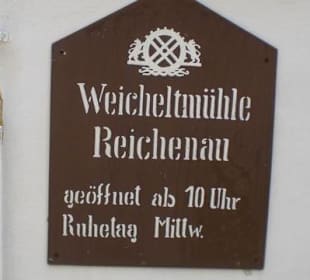 Weicheltmühle
Reichenau
geöffnet ab 10 Uhr
Ruhetag Mittw.